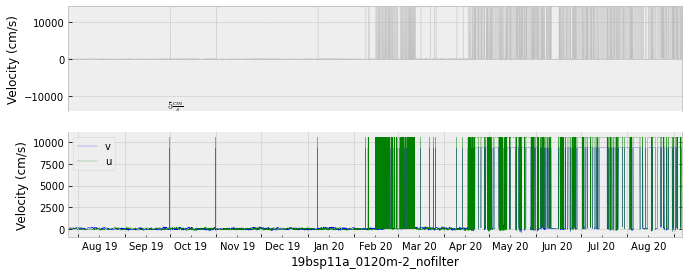 10000
0
−10000
Velocity (cm/s)
5 cm/s
10000
7500
5000
2500
0
Velocity (cm/s)
v
u
Aug 19 Sep 19 Oct 19 Nov 19 Dec 19 Jan 20 Feb 20 Mar 20 Apr 20 May 20 Jun 20 Jul 20 Aug 20
19bsp11a_0120m-2_nofilter